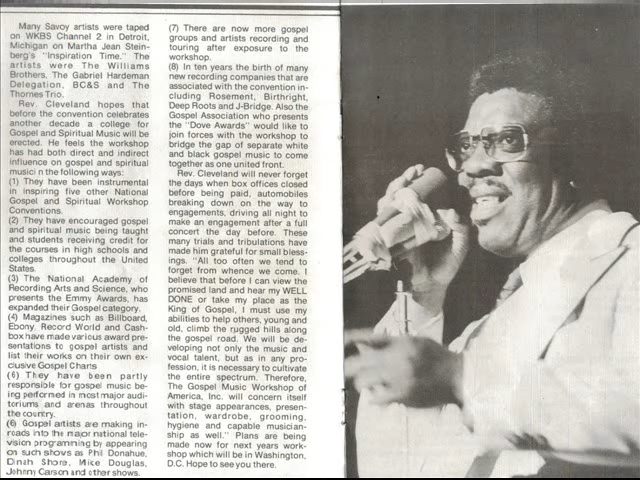 Many Savoy artists were taped
on WKBS Channel 2 in Detroit,
Michigan on Martha Jean Stein-
berg's "Inspiration Time." The
artists were The Williams
Brothers, The Gabriel Hardeman
Delegation, BC&S and The
Thornes Trio.
Rev. Cleveland hopes that
before the convention celebrates
another decade a college for
Gospel and Spiritual Music will be
erected. He feels the workshop
has had both direct and indirect
influence on gospel and spiritual
music in the following ways:
(1) They have been instrumental
in inspiring five other National
Gospel and Spiritual Workshop
Conventions.
(2) They have encouraged gospel
and spiritual music being taught
and students receiving credit for
the courses in high schools and
colleges throughout the United
States.
(3) The National Academy of
Recording Arts and Science, who
presents the Emmy Awards, has
expanded their Gospel category.
(4) Magazines such as Billboard,
Ebony, Record World and Cash-
box have made various award pre-
sentations to gospel artists and
list their works on their own ex-
clusive Gospel Charts
(6) They have been partly
responsible for gospel music be-
ing performed in most major audi-
toriums and arenas throughout
the country.
(6) Gospel artists are making in-
roads into the major national tele-
vision programming by appearing
on such shows as Phil Donahue,
Dinah Shore, Mike Douglas,
Johnny Carson and other shows.
(7) There are now more gospel
groups and artists recording and
touring after exposure to the
workshop.
(8) In ten years the birth of many
new recording companies that are
associated with the convention in-
cluding Rosement, Birthright,
Deep Roots and J-Bridge. Also the
Gospel Association who presents
the "Dove Awards" would like to
join forces with the workshop to
bridge the gap of separate white
and black gospel music to come
together as one united front.
Rev. Cleveland will never forget
the days when box offices closed
before being paid, automobiles
breaking down on the way to
engagements, driving all night to
make an engagement after a full
concert the day before. These
many trials and tribulations have
made him grateful for small bless-
ings. "All too often we tend to
forget from whence we come. I
believe that before I can view the
promised land and hear my WELL
DONE or take my place as the
King of Gospel, I must use my
abilities to help others, young and
old, climb the rugged hills along
the gospel road. We will be de-
veloping not only the music and
vocal talent, but as in any pro-
fession, it is necessary to cultivate
the entire spectrum. Therefore,
The Gospel Music Workshop of
America, Inc. will concern itself
with stage appearances, presen-
tation, wardrobe, grooming,
hygiene and capable musician-
ship as well." Plans are being
made now for next years work-
shop which will be in Washington,
D.C. Hope to see you there.